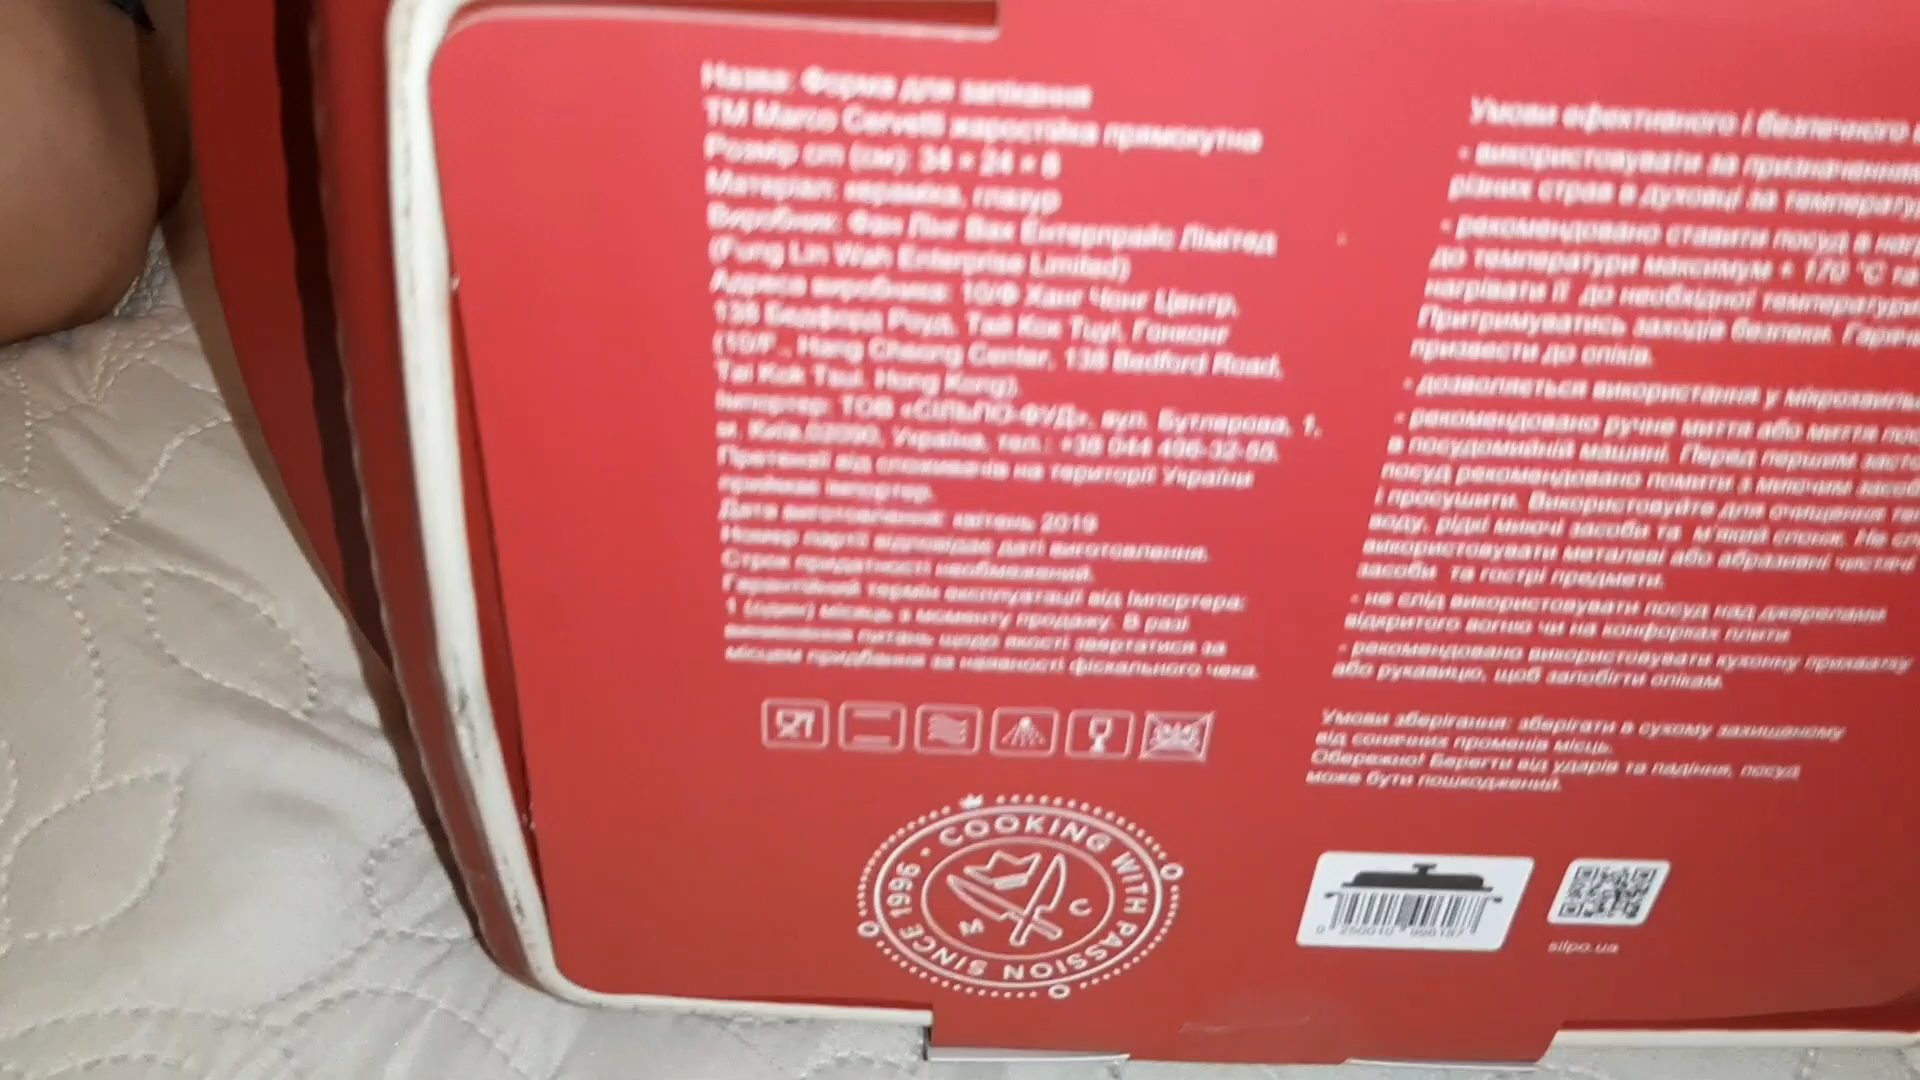 Назва: Форма для запікання
ТМ Marco Cervetti жаростійка прямокутна
Розмір cm (см): 34 × 24 × 6
Матеріал: кераміка, глазур
Виробник: Фан Лінг Вах Ентерпрайс Лімітед
(Fung Lin Wah Enterprise Limited)
Адреса виробника: 10/Ф Ханг Чонг Центр,
138 Бедфорд Роуд, Тай Кок Тцуі, Гонконг
(10/F., Hang Cheong Center, 138 Bedford Road,
Tai Kok Tsui, Hong Kong).
Імпортер: ТОВ «СІЛЬПО-ФУД», вул. Бутлерова, 1,
м. Київ, 02090, Україна, тел.: +38 044 496-32-55.
Претензії від споживачів на території України
приймає імпортер.
Дата виготовлення: квітень 2019
Номер партії відповідає даті виготовлення.
Строк придатності необмежений.
Гарантійний термін експлуатації від Імпортера:
1 (один) місяць з моменту продажу. В разі
виникнення питань щодо якості звертатися за
місцем придбання за наявності фіскального чека.
COOKING WITH PASSION SINCE 1996
M C
Умови ефективного і безпечного
- використовувати за призначенням
різних страв в духовці за температури
- рекомендовано ставити посуд в
до температури максимум + 170 °C та
нагрівати її до необхідної температури
Притримуватись заходів безпеки.
призвести до опіків.
- дозволяється використання у
- рекомендовано ручне миття або миття
в посудомийній машині. Перед першим
посуд рекомендовано помити з миючим
і просушити. Використовуйте для очищення
воду, рідкі миючі засоби та м'який спонж. Не
використовувати металеві або абразивні чистячі
засоби та гострі предмети.
- не слід використовувати посуд над джерелами
відкритого вогню чи на конфорках плити
- рекомендовано використовувати кухонну прихватку
або рукавицю, щоб запобігти опікам.
Умови зберігання: зберігати в сухому захищеному
від сонячних променів місць.
Обережно! Берегти від ударів та падіння, посуд
може бути пошкоджений.
silpo.ua